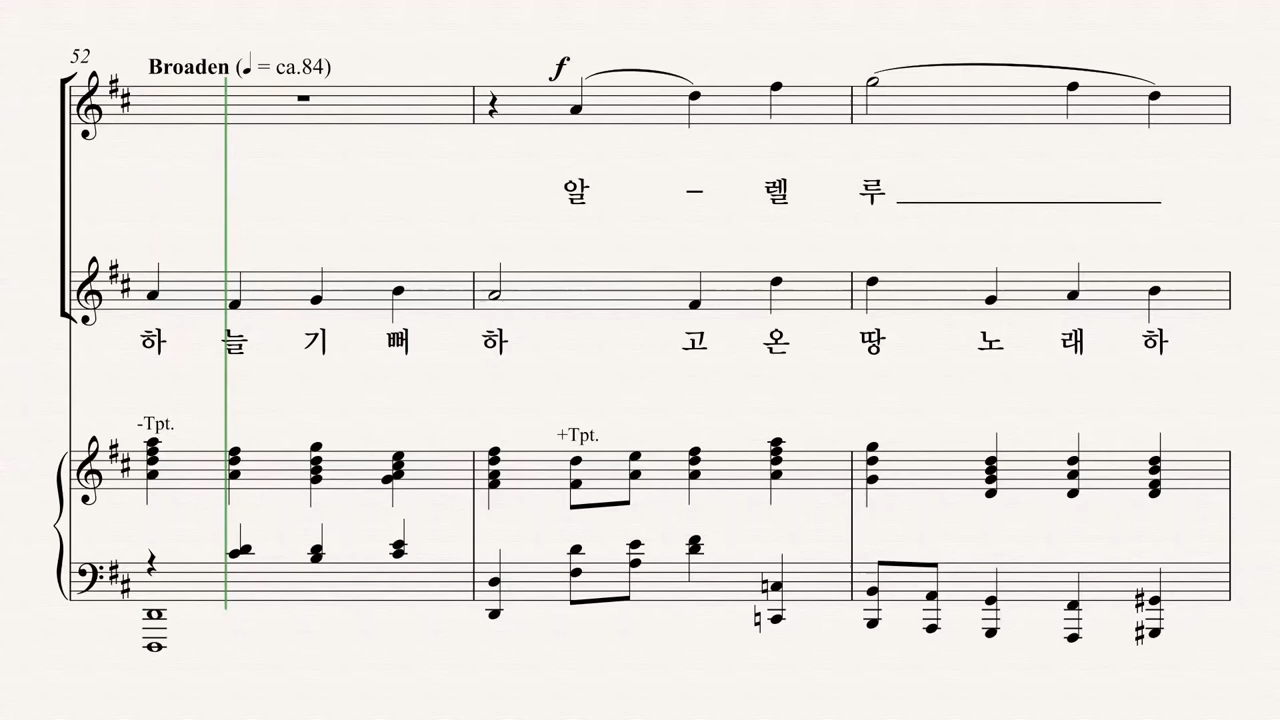 52
Broaden (♩ = ca.84)
f
알 – 렐 루
하 늘 기 뻐 하 고 온 땅 노 래 하
-Tpt.
+Tpt.